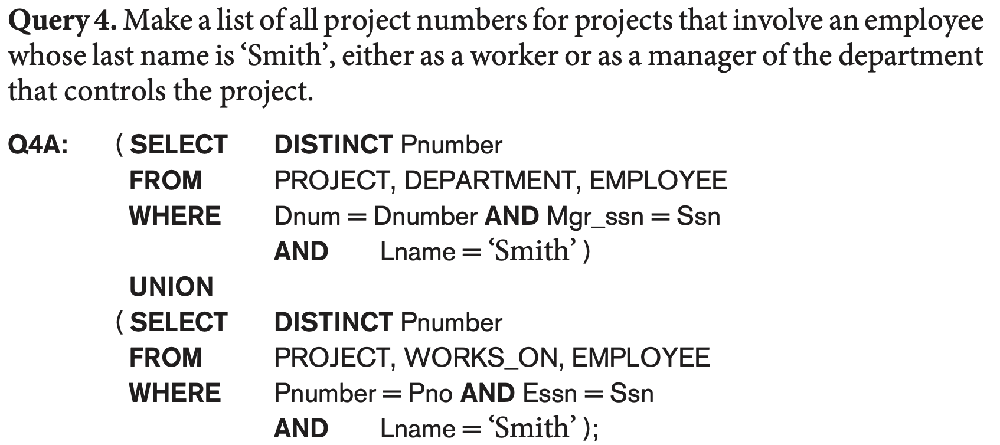 Query 4. Make a list of all project numbers for projects that involve an employee
whose last name is ‘Smith’, either as a worker or as a manager of the department
that controls the project.
Q4A: ( SELECT DISTINCT Pnumber
FROM PROJECT, DEPARTMENT, EMPLOYEE
WHERE Dnum = Dnumber AND Mgr_ssn = Ssn
AND Lname = ‘Smith’ )
UNION
( SELECT DISTINCT Pnumber
FROM PROJECT, WORKS_ON, EMPLOYEE
WHERE Pnumber = Pno AND Essn = Ssn
AND Lname = ‘Smith’ );